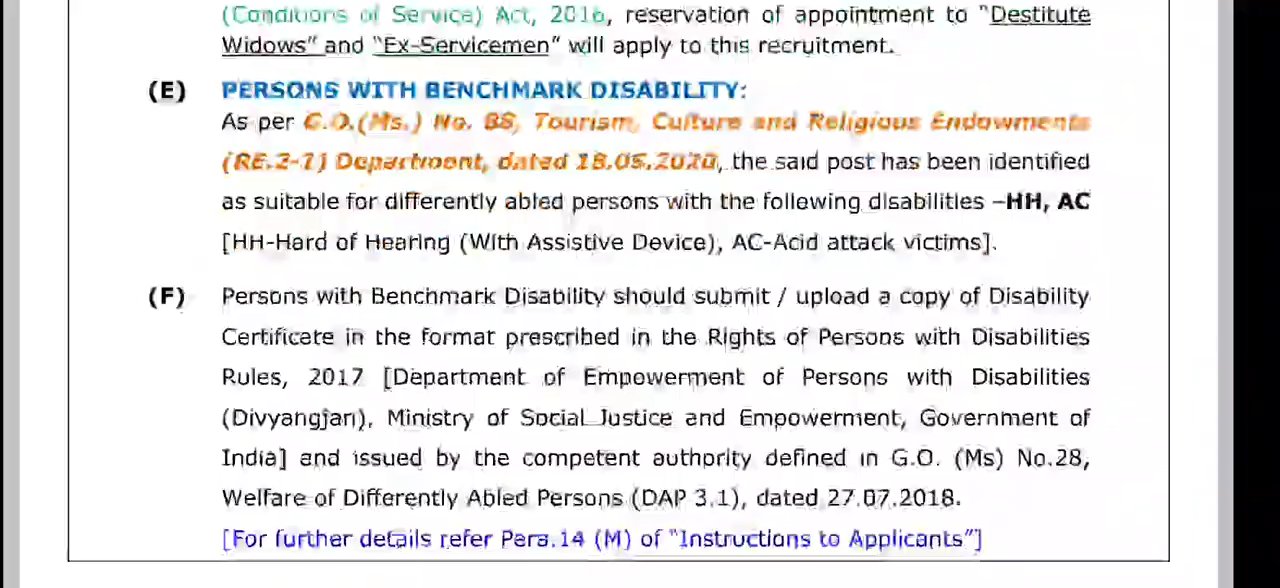 (Conditions of Service) Act, 2016, reservation of appointment to "Destitute
Widows" and "Ex-Servicemen" will apply to this recruitment.
(E) PERSONS WITH BENCHMARK DISABILITY:
As per G.O.(Ms.) No. 88, Tourism, Culture and Religious Endowments
(RE.2-1) Department, dated 18.05.2020, the said post has been identified
as suitable for differently abled persons with the following disabilities –HH, AC
[HH-Hard of Hearing (With Assistive Device), AC-Acid attack victims].
(F) Persons with Benchmark Disability should submit / upload a copy of Disability
Certificate in the format prescribed in the Rights of Persons with Disabilities
Rules, 2017 [Department of Empowerment of Persons with Disabilities
(Divyangjan), Ministry of Social Justice and Empowerment, Government of
India] and issued by the competent authority defined in G.O. (Ms) No.28,
Welfare of Differently Abled Persons (DAP 3.1), dated 27.07.2018.
[For further details refer Para.14 (M) of "Instructions to Applicants"]